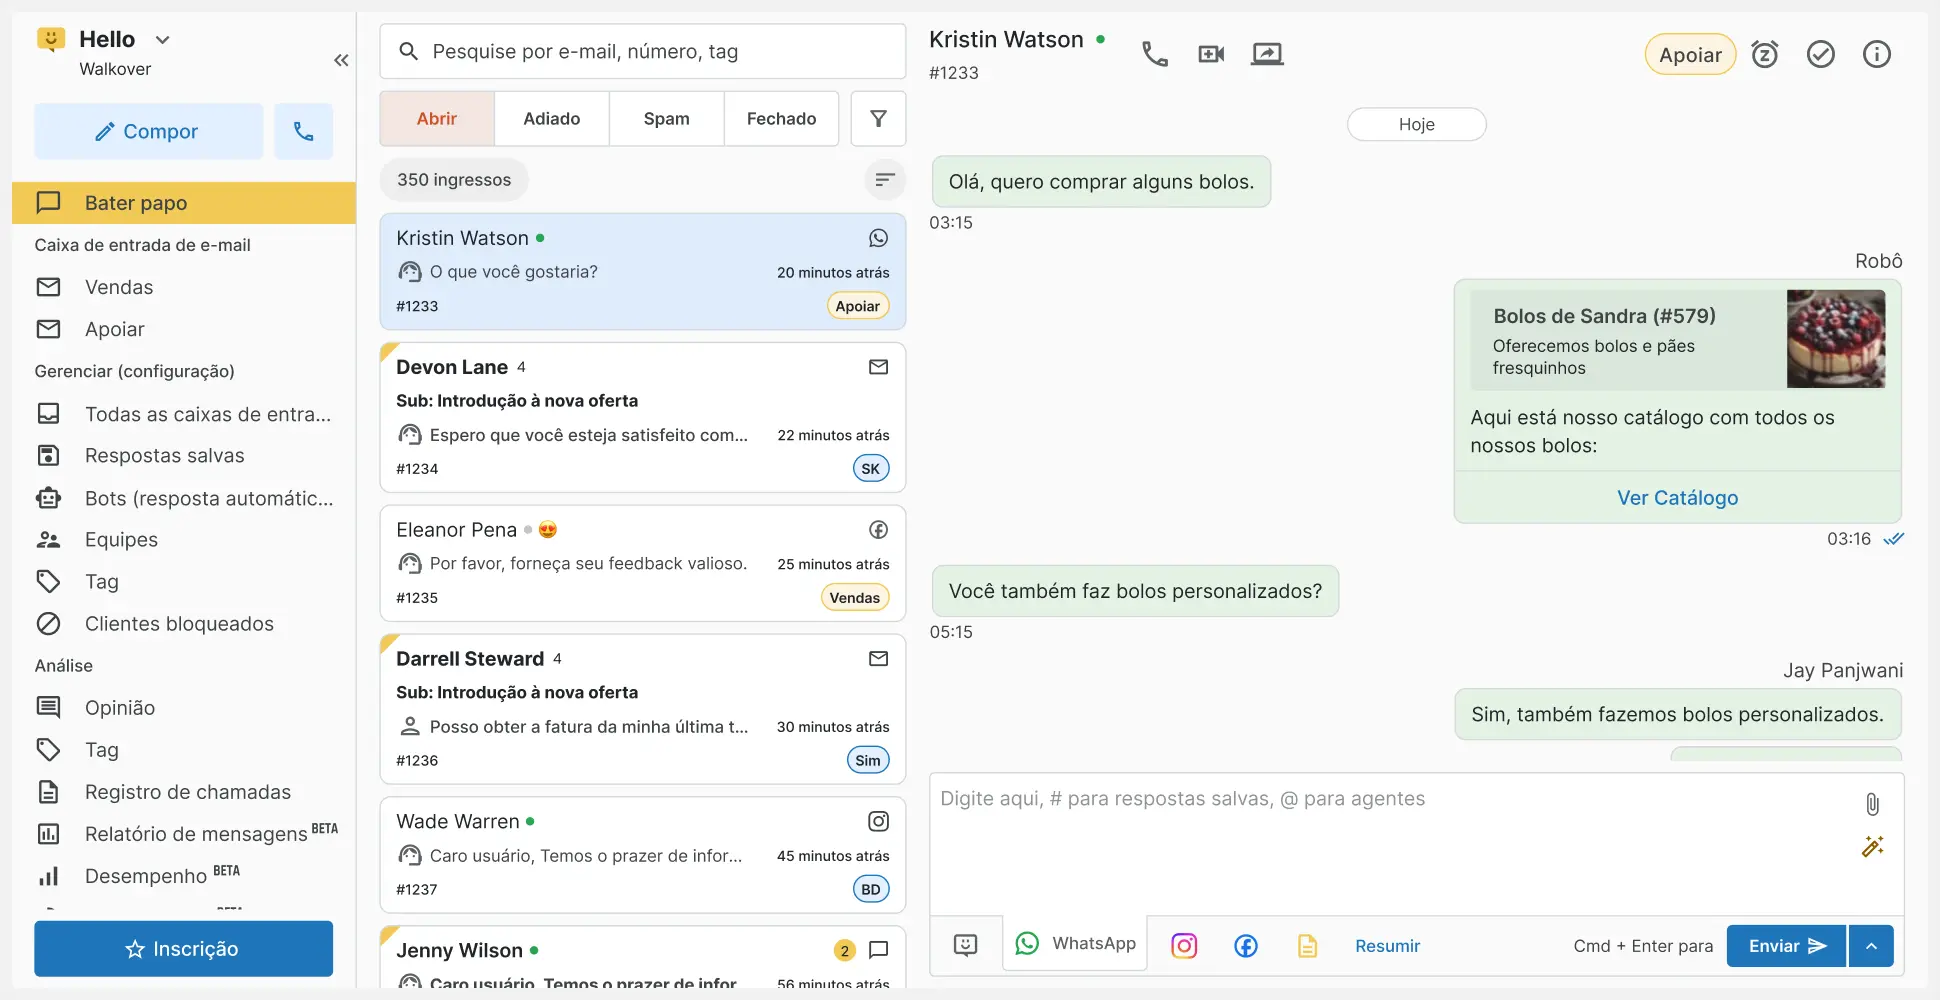 Hello
Walkover
Compor
Bater papo
Caixa de entrada de e-mail
Vendas
Apoiar
Gerenciar (configuração)
Todas as caixas de entra...
Respostas salvas
Bots (resposta automátic...
Equipes
Tag
Clientes bloqueados
Análise
Opinião
Tag
Registro de chamadas
Relatório de mensagens BETA
Desempenho BETA
Inscrição
Pesquise por e-mail, número, tag
Abrir
Adiado
Spam
Fechado
350 ingressos
Kristin Watson
O que você gostaria?
20 minutos atrás
#1233
Apoiar
Devon Lane 4
Sub: Introdução à nova oferta
Espero que você esteja satisfeito com...
22 minutos atrás
#1234
SK
Eleanor Pena
Por favor, forneça seu feedback valioso.
25 minutos atrás
#1235
Vendas
Darrell Steward 4
Sub: Introdução à nova oferta
Posso obter a fatura da minha última t...
30 minutos atrás
#1236
Sim
Wade Warren
Caro usuário, Temos o prazer de infor...
45 minutos atrás
#1237
BD
Jenny Wilson
2
Caro usuário, Temos o prazer de infor
56 minutos atrás
Kristin Watson
#1233
Apoiar
Hoje
Olá, quero comprar alguns bolos.
03:15
Robô
Bolos de Sandra (#579)
Oferecemos bolos e pães
fresquinhos
Aqui está nosso catálogo com todos os
nossos bolos:
Ver Catálogo
03:16
Você também faz bolos personalizados?
05:15
Jay Panjwani
Sim, também fazemos bolos personalizados.
Digite aqui, # para respostas salvas, @ para agentes
WhatsApp
Resumir
Cmd + Enter para
Enviar